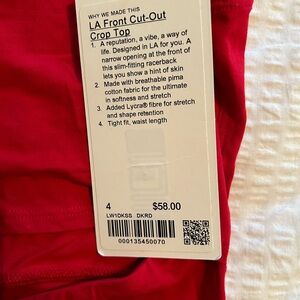 WHY WE MADE THIS
LA Front Cut-Out
Crop Top
1. A reputation, a vibe, a way of
life. Designed in LA for you. A
narrow opening at the front of
this slim-fitting racerback
lets you show a hint of skin
2. Made with breathable pima
cotton fabric for the ultimate
in softness and stretch
3. Added Lycra® fibre for stretch
and shape retention
4. Tight fit, waist length
4 $58.00
LW1DKSS DKRD
000135450070